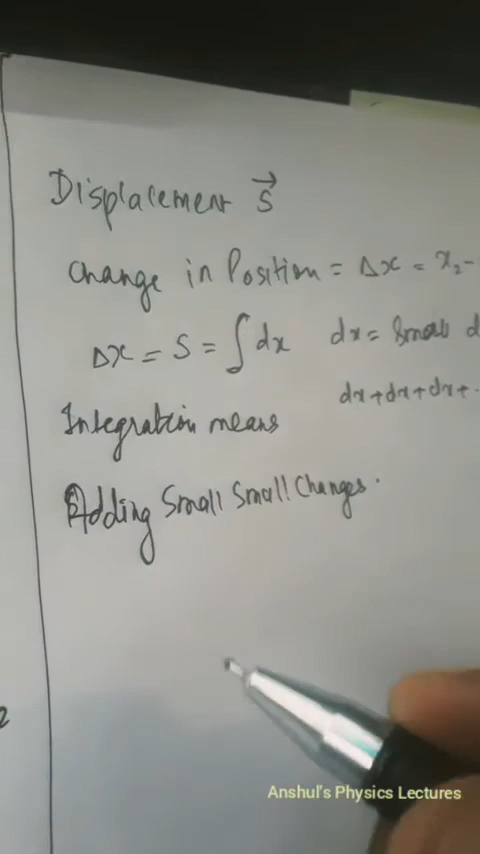 Displacement s⃗
Change in Position = Δx = x₂-
Δx = S = ∫dx dx = Small d
dx+dx+dx+.
Integration means
Adding Small Small Changes.
2
Anshul's Physics Lectures